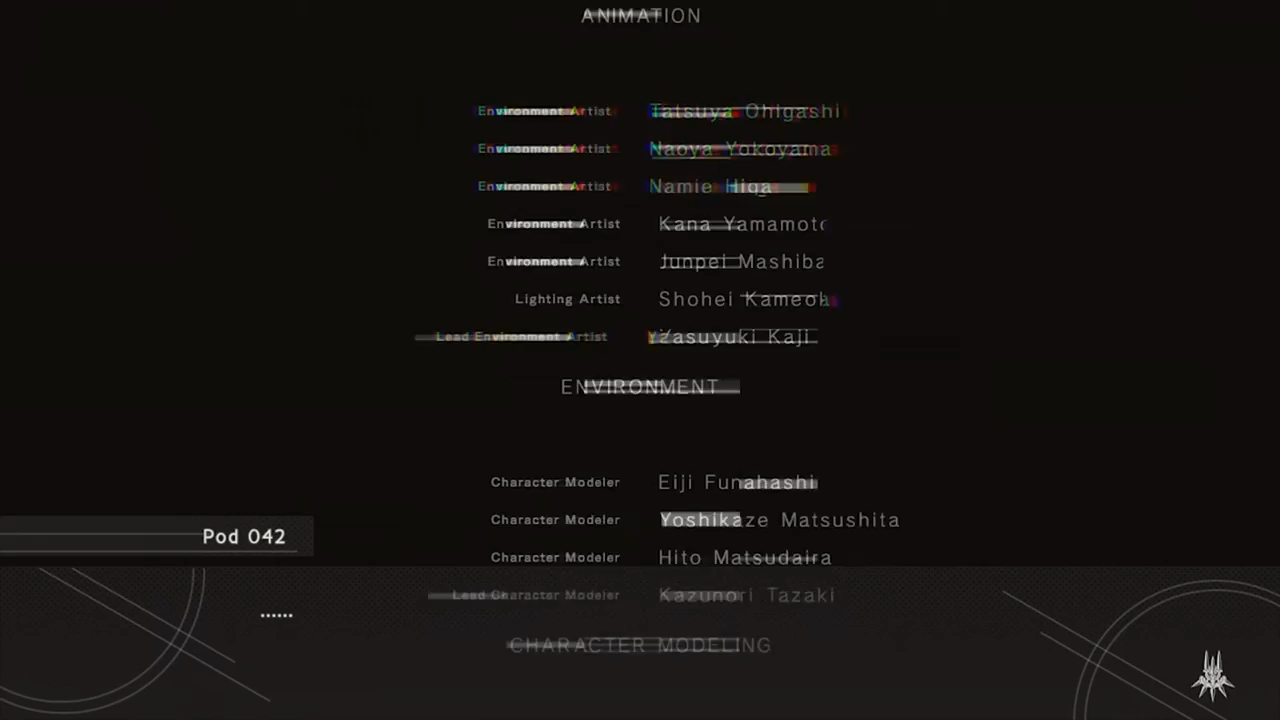 ANIMATION
Environment Artist Tatsuya Ohigashi
Environment Artist Naoya Yokoyama
Environment Artist Namie Higa
Environment Artist Kana Yamamoto
Environment Artist Junpei Mashiba
Lighting Artist Shohei Kameoka
Lead Environment Artist Yasuyuki Kaji
ENVIRONMENT
Character Modeler Eiji Funahashi
Character Modeler Yoshikaze Matsushita
Character Modeler Hito Matsudaira
Lead Character Modeler Kazunori Tazaki
CHARACTER MODELING
Pod 042
......